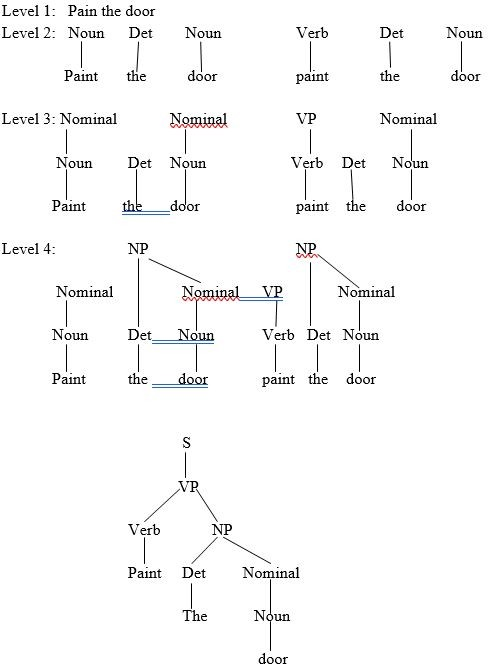 Level 1: Pain the door
Level 2: Noun Det Noun Verb Det Noun
Paint the door paint the door
Level 3: Nominal Nominal VP Nominal
Noun Det Noun Verb Det Noun
Paint the door paint the door
Level 4: NP NP
Nominal Nominal VP Nominal
Noun Det Noun Verb Det Noun
Paint the door paint the door
S
VP
Verb NP
Paint Det Nominal
The Noun
door